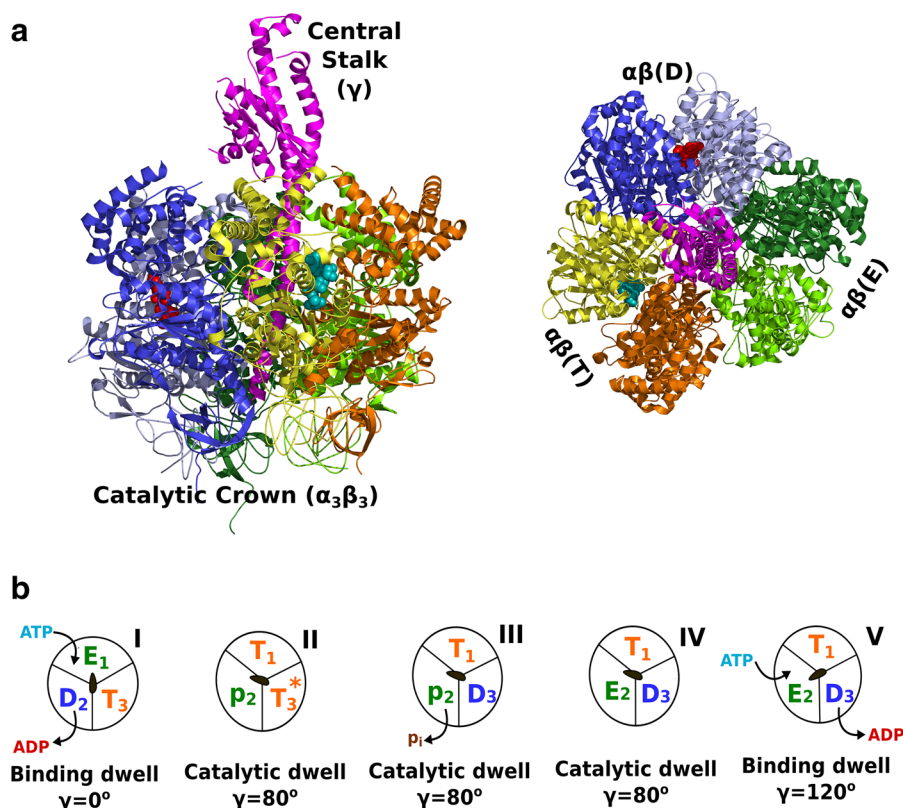 a
Central
Stalk
(γ)
αβ(D)
αβ(E)
αβ(T)
Catalytic Crown (α₃β₃)
b
I
ATP
E₁
D₂ T₃
ADP
Binding dwell
γ=0°
II
T₁
p₂ T₃*
Catalytic dwell
γ=80°
III
T₁
p₂ D₃
pᵢ
Catalytic dwell
γ=80°
IV
T₁
E₂ D₃
Catalytic dwell
γ=80°
V
T₁
ATP
E₂ D₃
ADP
Binding dwell
γ=120°